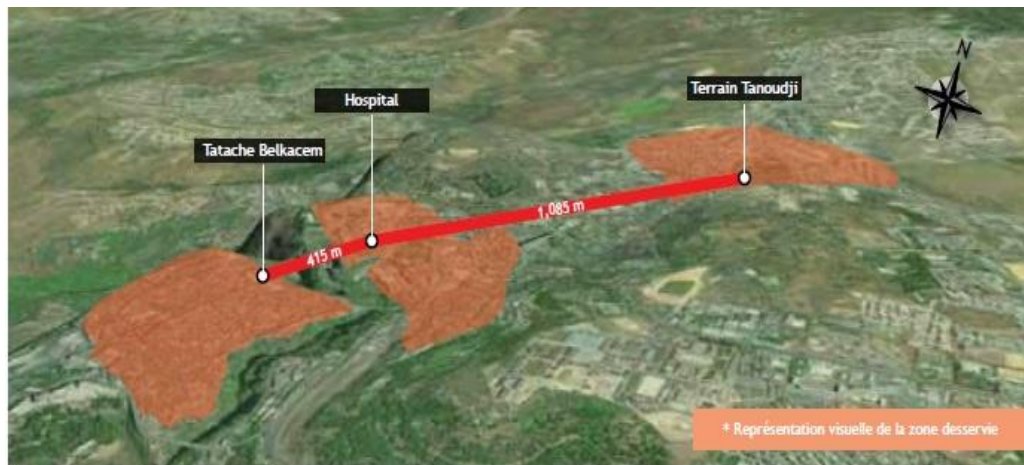 N
Terrain Tanoudji
Hospital
Tatache Belkacem
1,085 m
415 m
* Représentation visuelle de la zone desservie